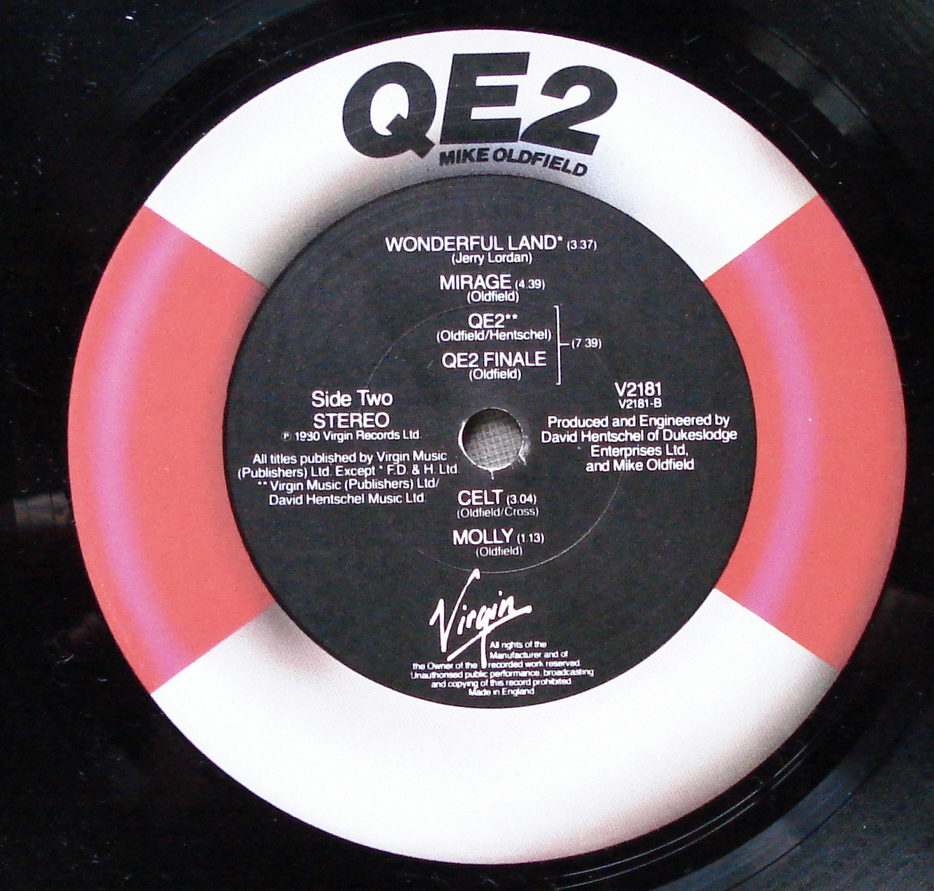 QE2
MIKE OLDFIELD
WONDERFUL LAND* (3.37)
(Jerry Lordan)
MIRAGE (4.39)
(Oldfield)
QE2**
(Oldfield/Hentschel)
QE2 FINALE
(Oldfield)
(7 39)
Side Two
STEREO
℗ 1980 Virgin Records Ltd.
All titles published by Virgin Music
(Publishers) Ltd. Except * F.D. & H. Ltd.
** Virgin Music (Publishers) Ltd/
David Hentschel Music Ltd.
V2181
V2181-B
Produced and Engineered by
David Hentschel of Dukeslodge
Enterprises Ltd,
and Mike Oldfield
CELT (3.04)
(Oldfield/Cross)
MOLLY (1 13)
(Oldfield)
Virgin
All rights of the
Manufacturer and of
the Owner of the recorded work reserved
Unauthorised public performance, broadcasting
and copying of this record prohibited
Made in England